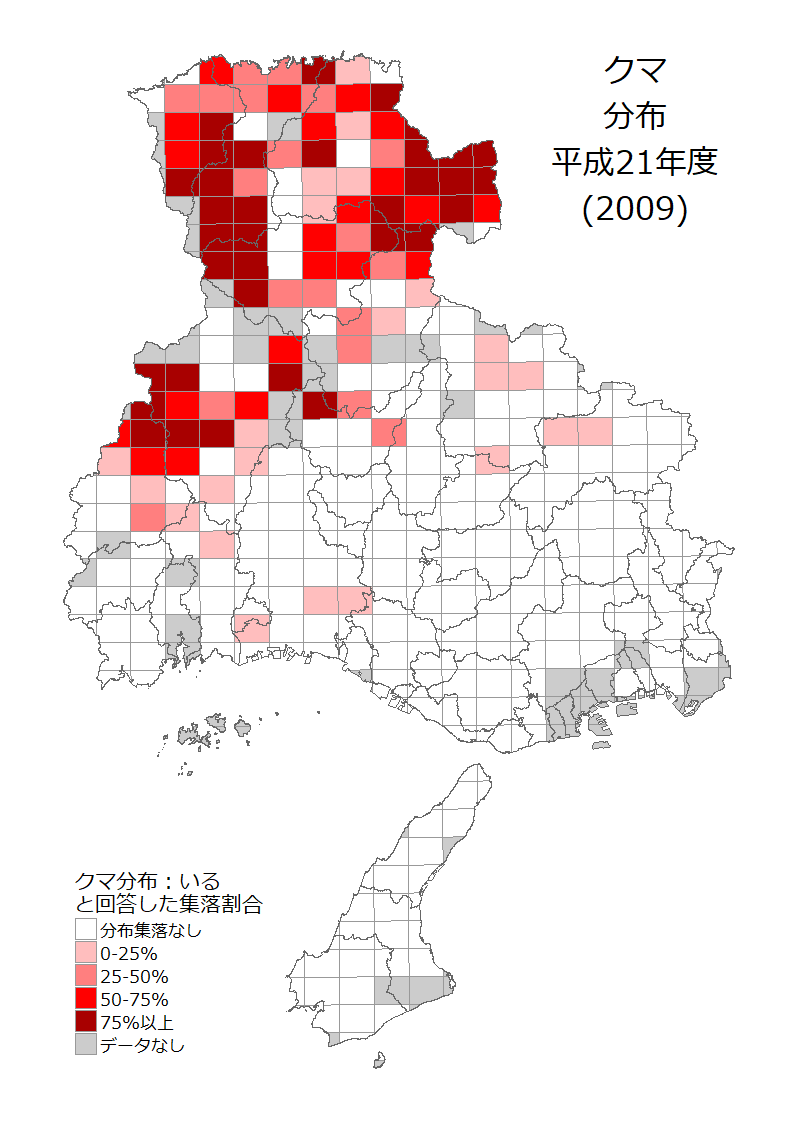 クマ
分布
平成21年度
(2009)
クマ分布：いる
と回答した集落割合
分布集落なし
0-25%
25-50%
50-75%
75%以上
データなし